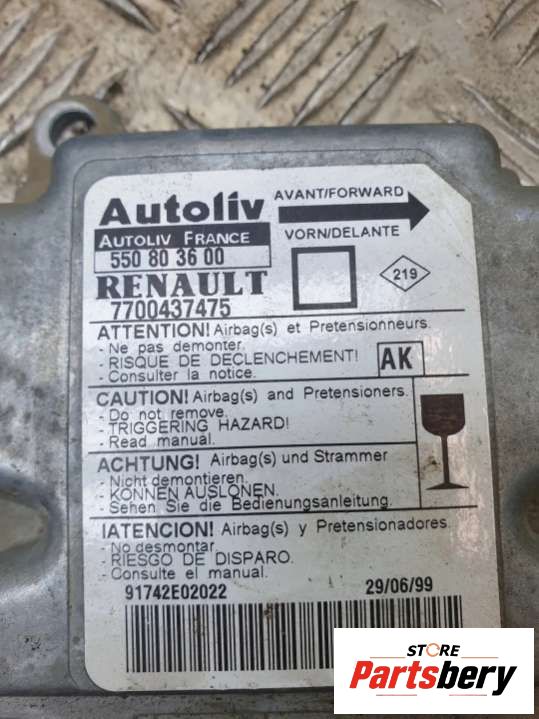 Autoliv
AUTOLIV FRANCE
550 80 36 00
RENAULT
7700437475
AVANT/FORWARD
VORN/DELANTE
219
ATTENTION! Airbag(s) et Pretensionneurs.
- Ne pas demonter.
- RISQUE DE DECLENCHEMENT!
- Consulter la notice.
AK
CAUTION! Airbag(s) and Pretensioners.
- Do not remove.
- TRIGGERING HAZARD!
- Read manual.
ACHTUNG! Airbag(s) und Strammer
- Nicht demontieren.
- KONNEN AUSLONEN.
- Sehen Sie die Bedienungsanleitung.
IATENCION! Airbag(s) y Pretensionadores.
- No desmontar
- RIESGO DE DISPARO.
- Consulte el manual.
91742E02022 29/06/99
STORE
Partsbery